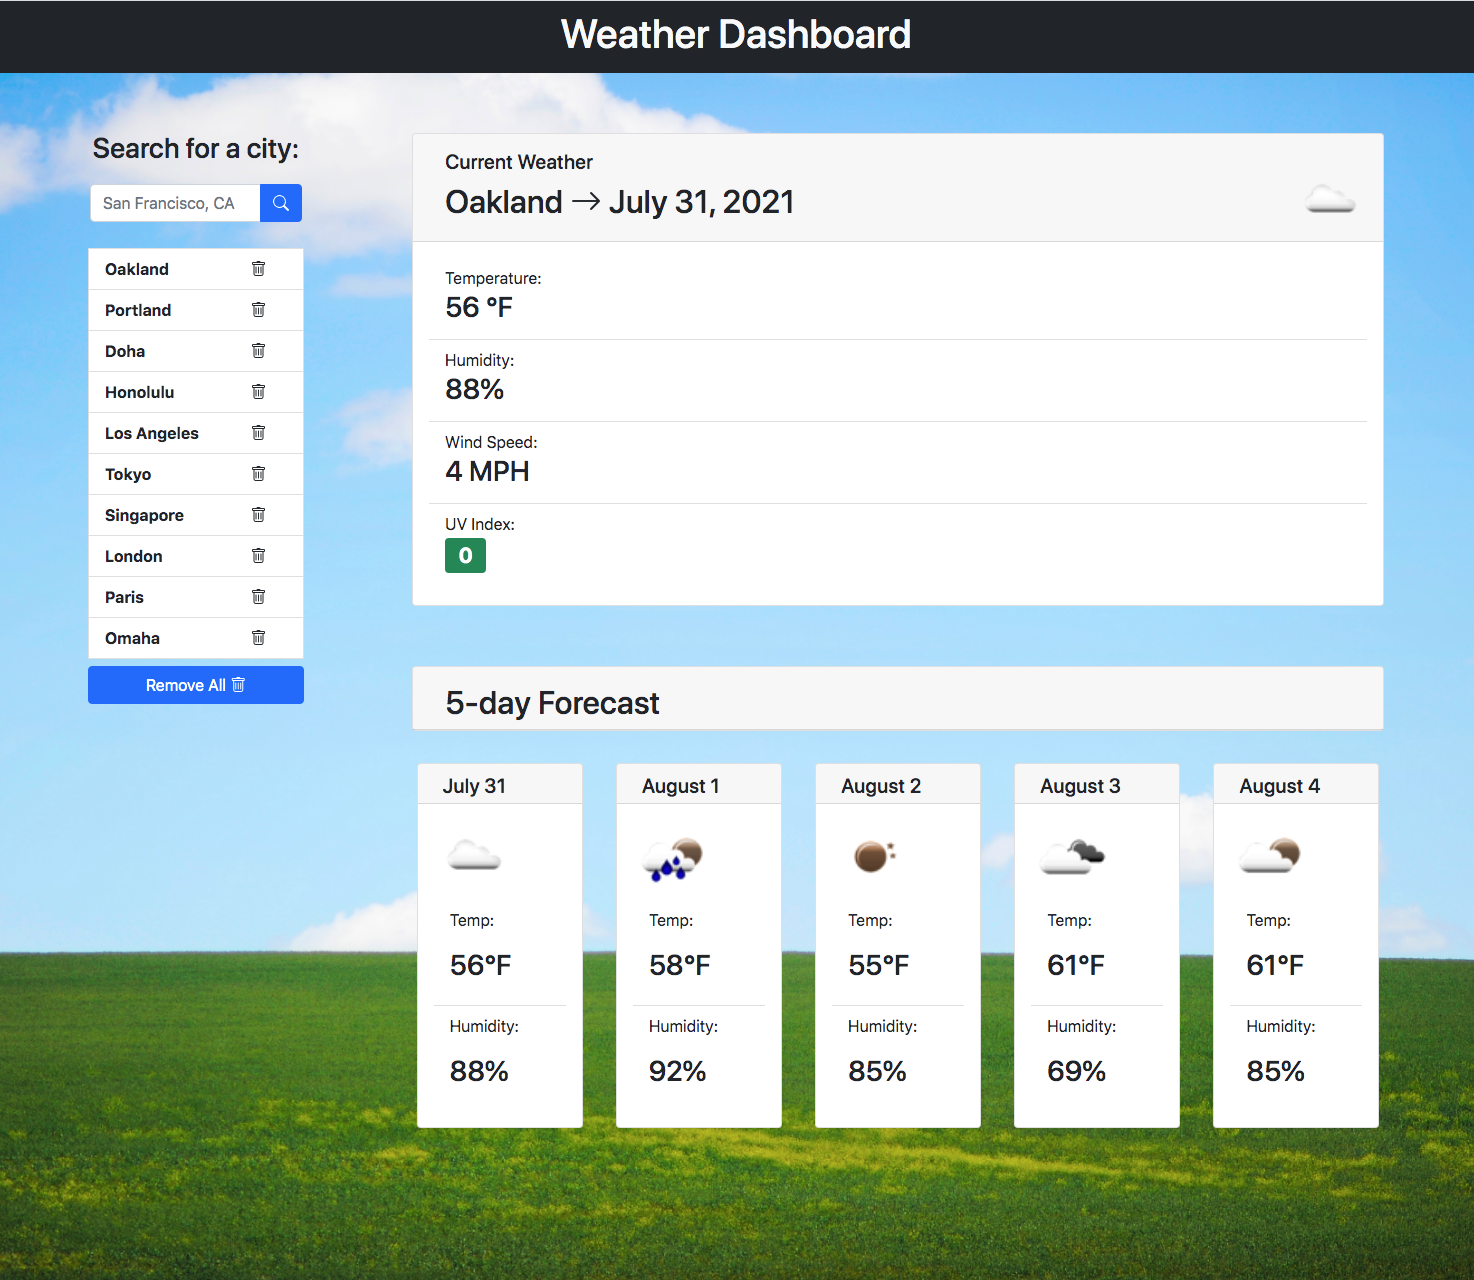 Weather Dashboard
Search for a city:
San Francisco, CA
Oakland
Portland
Doha
Honolulu
Los Angeles
Tokyo
Singapore
London
Paris
Omaha
Remove All
Current Weather
Oakland → July 31, 2021
Temperature:
56 °F
Humidity:
88%
Wind Speed:
4 MPH
UV Index:
0
5-day Forecast
July 31
Temp:
56°F
Humidity:
88%
August 1
Temp:
58°F
Humidity:
92%
August 2
Temp:
55°F
Humidity:
85%
August 3
Temp:
61°F
Humidity:
69%
August 4
Temp:
61°F
Humidity:
85%